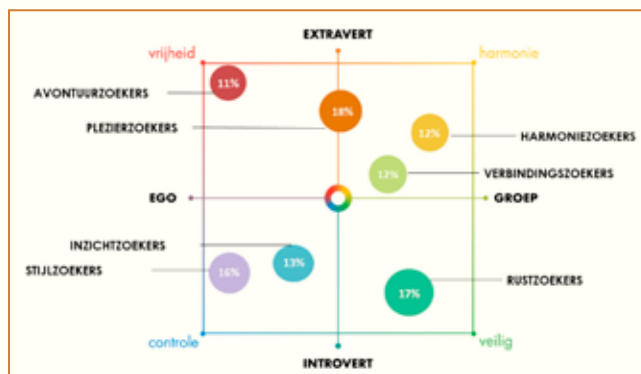 EXTRAVERT
vrijheid
harmonie
11%
AVONTUURZOEKERS
18%
PLEZIERZOEKERS
12%
HARMONIEZOEKERS
12%
VERBINDINGSZOEKERS
EGO
GROEP
INZICHTZOEKERS
13%
STIJLZOEKERS
16%
RUSTZOEKERS
17%
controle
veilig
INTROVERT